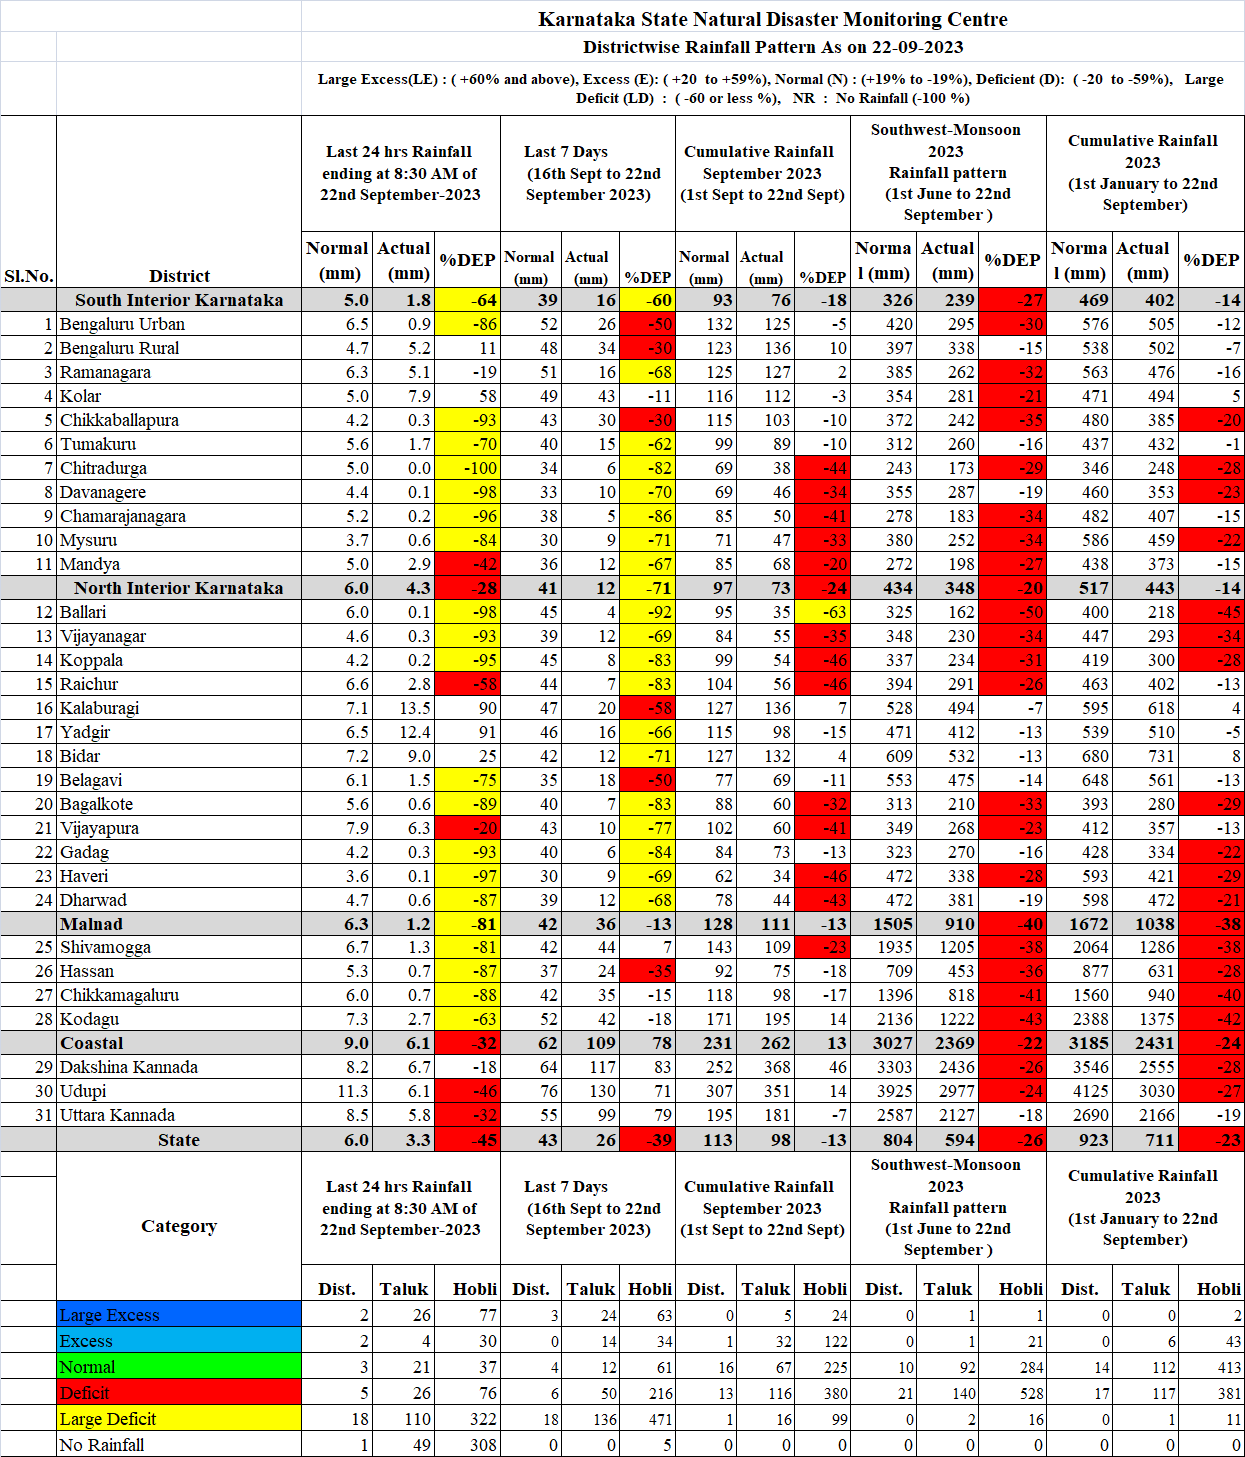 Karnataka State Natural Disaster Monitoring Centre
Districtwise Rainfall Pattern As on 22-09-2023
Large Excess(LE) : ( +60% and above), Excess (E): ( +20 to +59%), Normal (N) : (+19% to -19%), Deficient (D): ( -20 to -59%), Large
Deficit (LD) : ( -60 or less %), NR : No Rainfall (-100 %)
Sl.No. District Last 24 hrs Rainfall ending at 8:30 AM of 22nd September-2023 Last 7 Days (16th Sept to 22nd September 2023) Cumulative Rainfall September 2023 (1st Sept to 22nd Sept) Southwest-Monsoon 2023 Rainfall pattern (1st June to 22nd September ) Cumulative Rainfall 2023 (1st January to 22nd September)
Normal (mm) Actual (mm) %DEP Normal (mm) Actual (mm) %DEP Normal (mm) Actual (mm) %DEP Norma l (mm) Actual (mm) %DEP Norma l (mm) Actual (mm) %DEP
South Interior Karnataka 5.0 1.8 -64 39 16 -60 93 76 -18 326 239 -27 469 402 -14
1 Bengaluru Urban 6.5 0.9 -86 52 26 -50 132 125 -5 420 295 -30 576 505 -12
2 Bengaluru Rural 4.7 5.2 11 48 34 -30 123 136 10 397 338 -15 538 502 -7
3 Ramanagara 6.3 5.1 -19 51 16 -68 125 127 2 385 262 -32 563 476 -16
4 Kolar 5.0 7.9 58 49 43 -11 116 112 -3 354 281 -21 471 494 5
5 Chikkaballapura 4.2 0.3 -93 43 30 -30 115 103 -10 372 242 -35 480 385 -20
6 Tumakuru 5.6 1.7 -70 40 15 -62 99 89 -10 312 260 -16 437 432 -1
7 Chitradurga 5.0 0.0 -100 34 6 -82 69 38 -44 243 173 -29 346 248 -28
8 Davanagere 4.4 0.1 -98 33 10 -70 69 46 -34 355 287 -19 460 353 -23
9 Chamarajanagara 5.2 0.2 -96 38 5 -86 85 50 -41 278 183 -34 482 407 -15
10 Mysuru 3.7 0.6 -84 30 9 -71 71 47 -33 380 252 -34 586 459 -22
11 Mandya 5.0 2.9 -42 36 12 -67 85 68 -20 272 198 -27 438 373 -15
North Interior Karnataka 6.0 4.3 -28 41 12 -71 97 73 -24 434 348 -20 517 443 -14
12 Ballari 6.0 0.1 -98 45 4 -92 95 35 -63 325 162 -50 400 218 -45
13 Vijayanagar 4.6 0.3 -93 39 12 -69 84 55 -35 348 230 -34 447 293 -34
14 Koppala 4.2 0.2 -95 45 8 -83 99 54 -46 337 234 -31 419 300 -28
15 Raichur 6.6 2.8 -58 44 7 -83 104 56 -46 394 291 -26 463 402 -13
16 Kalaburagi 7.1 13.5 90 47 20 -58 127 136 7 528 494 -7 595 618 4
17 Yadgir 6.5 12.4 91 46 16 -66 115 98 -15 471 412 -13 539 510 -5
18 Bidar 7.2 9.0 25 42 12 -71 127 132 4 609 532 -13 680 731 8
19 Belagavi 6.1 1.5 -75 35 18 -50 77 69 -11 553 475 -14 648 561 -13
20 Bagalkote 5.6 0.6 -89 40 7 -83 88 60 -32 313 210 -33 393 280 -29
21 Vijayapura 7.9 6.3 -20 43 10 -77 102 60 -41 349 268 -23 412 357 -13
22 Gadag 4.2 0.3 -93 40 6 -84 84 73 -13 323 270 -16 428 334 -22
23 Haveri 3.6 0.1 -97 30 9 -69 62 34 -46 472 338 -28 593 421 -29
24 Dharwad 4.7 0.6 -87 39 12 -68 78 44 -43 472 381 -19 598 472 -21
Malnad 6.3 1.2 -81 42 36 -13 128 111 -13 1505 910 -40 1672 1038 -38
25 Shivamogga 6.7 1.3 -81 42 44 7 143 109 -23 1935 1205 -38 2064 1286 -38
26 Hassan 5.3 0.7 -87 37 24 -35 92 75 -18 709 453 -36 877 631 -28
27 Chikkamagaluru 6.0 0.7 -88 42 35 -15 118 98 -17 1396 818 -41 1560 940 -40
28 Kodagu 7.3 2.7 -63 52 42 -18 171 195 14 2136 1222 -43 2388 1375 -42
Coastal 9.0 6.1 -32 62 109 78 231 262 13 3027 2369 -22 3185 2431 -24
29 Dakshina Kannada 8.2 6.7 -18 64 117 83 252 368 46 3303 2436 -26 3546 2555 -28
30 Udupi 11.3 6.1 -46 76 130 71 307 351 14 3925 2977 -24 4125 3030 -27
31 Uttara Kannada 8.5 5.8 -32 55 99 79 195 181 -7 2587 2127 -18 2690 2166 -19
State 6.0 3.3 -45 43 26 -39 113 98 -13 804 594 -26 923 711 -23
Category Last 24 hrs Rainfall ending at 8:30 AM of 22nd September-2023 Last 7 Days (16th Sept to 22nd September 2023) Cumulative Rainfall September 2023 (1st Sept to 22nd Sept) Southwest-Monsoon 2023 Rainfall pattern (1st June to 22nd September ) Cumulative Rainfall 2023 (1st January to 22nd September)
Dist. Taluk Hobli Dist. Taluk Hobli Dist. Taluk Hobli Dist. Taluk Hobli Dist. Taluk Hobli
Large Excess 2 26 77 3 24 63 0 5 24 0 1 1 0 0 2
Excess 2 4 30 0 14 34 1 32 122 0 1 21 0 6 43
Normal 3 21 37 4 12 61 16 67 225 10 92 284 14 112 413
Deficit 5 26 76 6 50 216 13 116 380 21 140 528 17 117 381
Large Deficit 18 110 322 18 136 471 1 16 99 0 2 16 0 1 11
No Rainfall 1 49 308 0 0 5 0 0 0 0 0 0 0 0 0